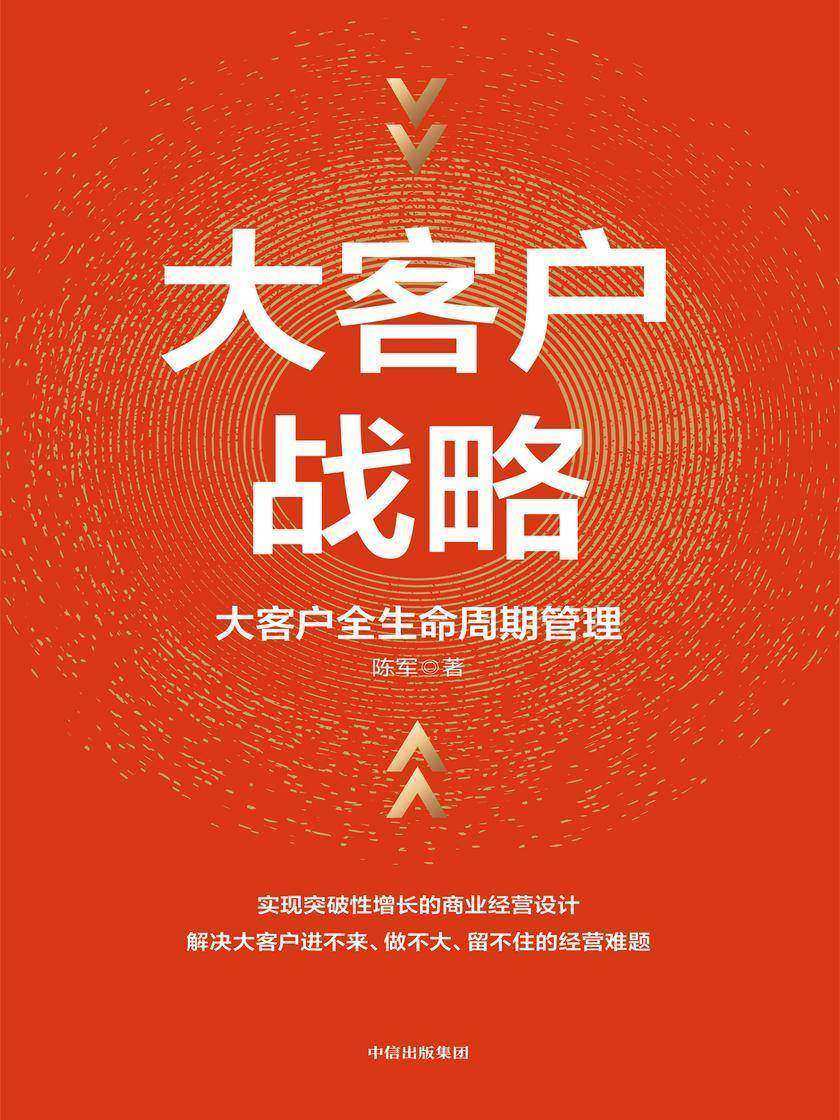 大客户
战略
大客户全生命周期管理
陈军◎著
实现突破性增长的商业经营设计
解决大客户进不来、做不大、留不住的经营难题
中信出版集团